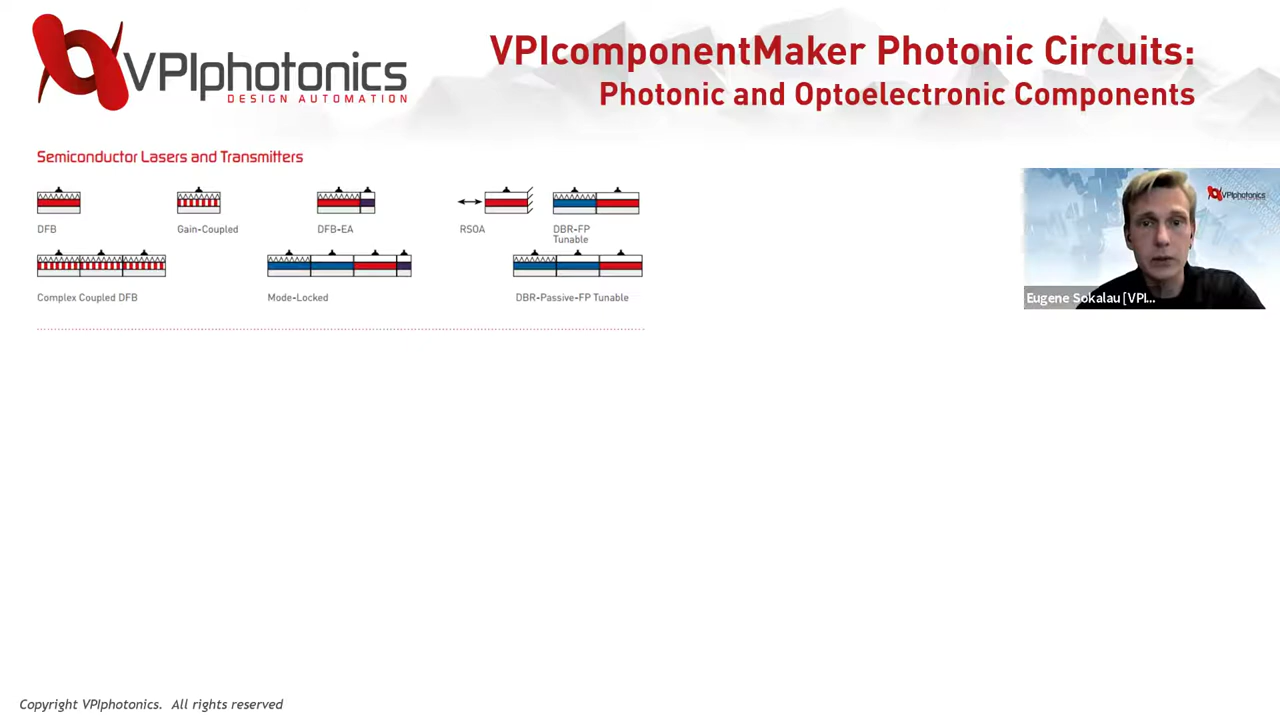 VPIphotonics
DESIGN AUTOMATION
VPIcomponentMaker Photonic Circuits:
Photonic and Optoelectronic Components
Semiconductor Lasers and Transmitters
DFB
Gain-Coupled
DFB-EA
RSOA
DBR-FP
Tunable
Complex Coupled DFB
Mode-Locked
DBR-Passive-FP Tunable
VPIphotonics
Eugene Sokalau [VPI...
Copyright VPIphotonics. All rights reserved